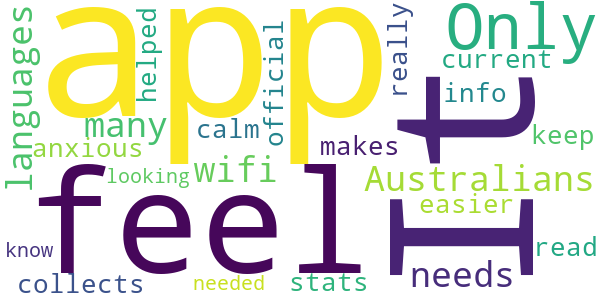 app
Only
languages
helped
official
really
current
info
It
many
calm
makes
keep
anxious
looking
wifi
Australians
feel
easier
know
collects
needed
stats
needs
read